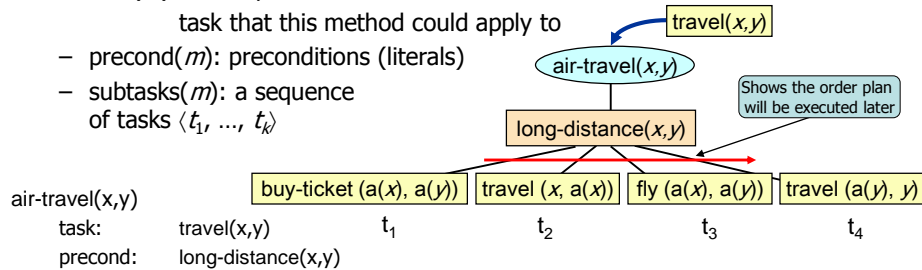 task that this method could apply to
– precond(m): preconditions (literals)
– subtasks(m): a sequence
of tasks ⟨t1, …, tk⟩
travel(x,y)
air-travel(x,y)
Shows the order plan
will be executed later
long-distance(x,y)
buy-ticket (a(x), a(y)) travel (x, a(x)) fly (a(x), a(y)) travel (a(y), y)
t1 t2 t3 t4
air-travel(x,y)
task: travel(x,y)
precond: long-distance(x,y)